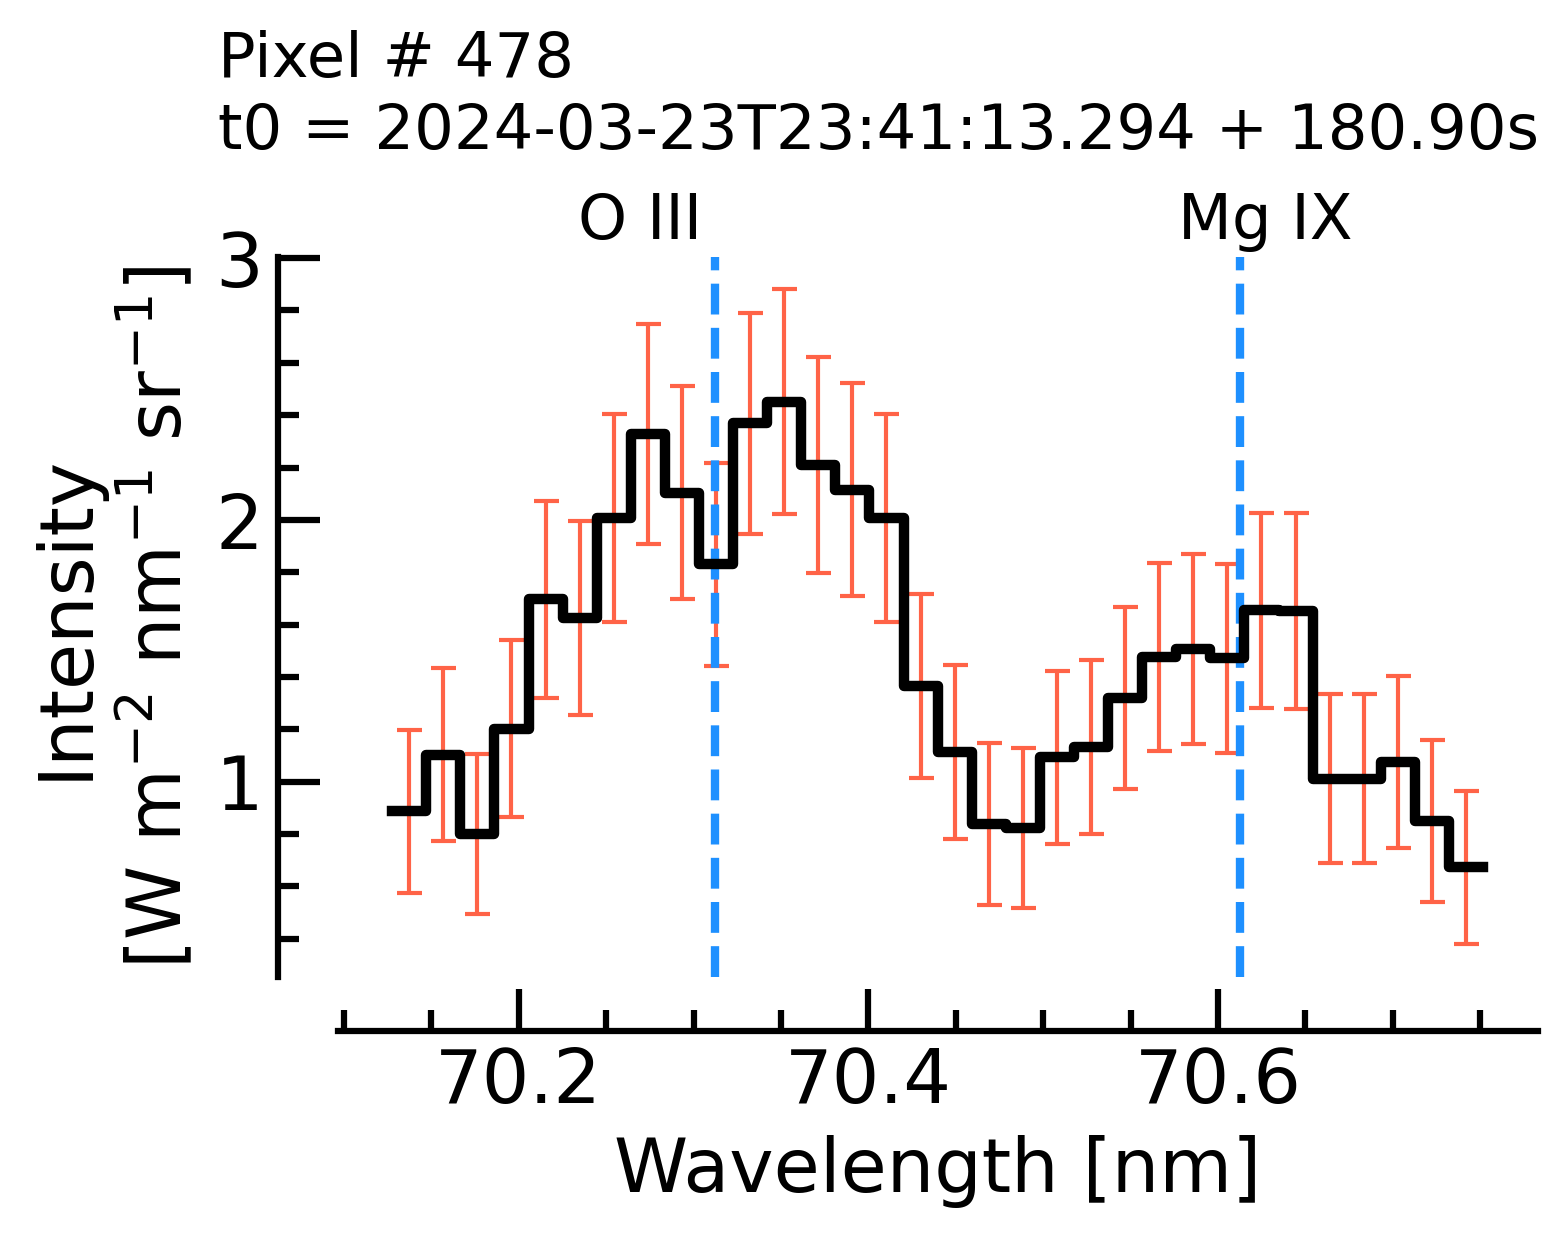 Pixel # 478
t0 = 2024-03-23T23:41:13.294 + 180.90s
O III
Mg IX
3
2
1
Intensity
[W m⁻² nm⁻¹ sr⁻¹]
70.2
70.4
70.6
Wavelength [nm]